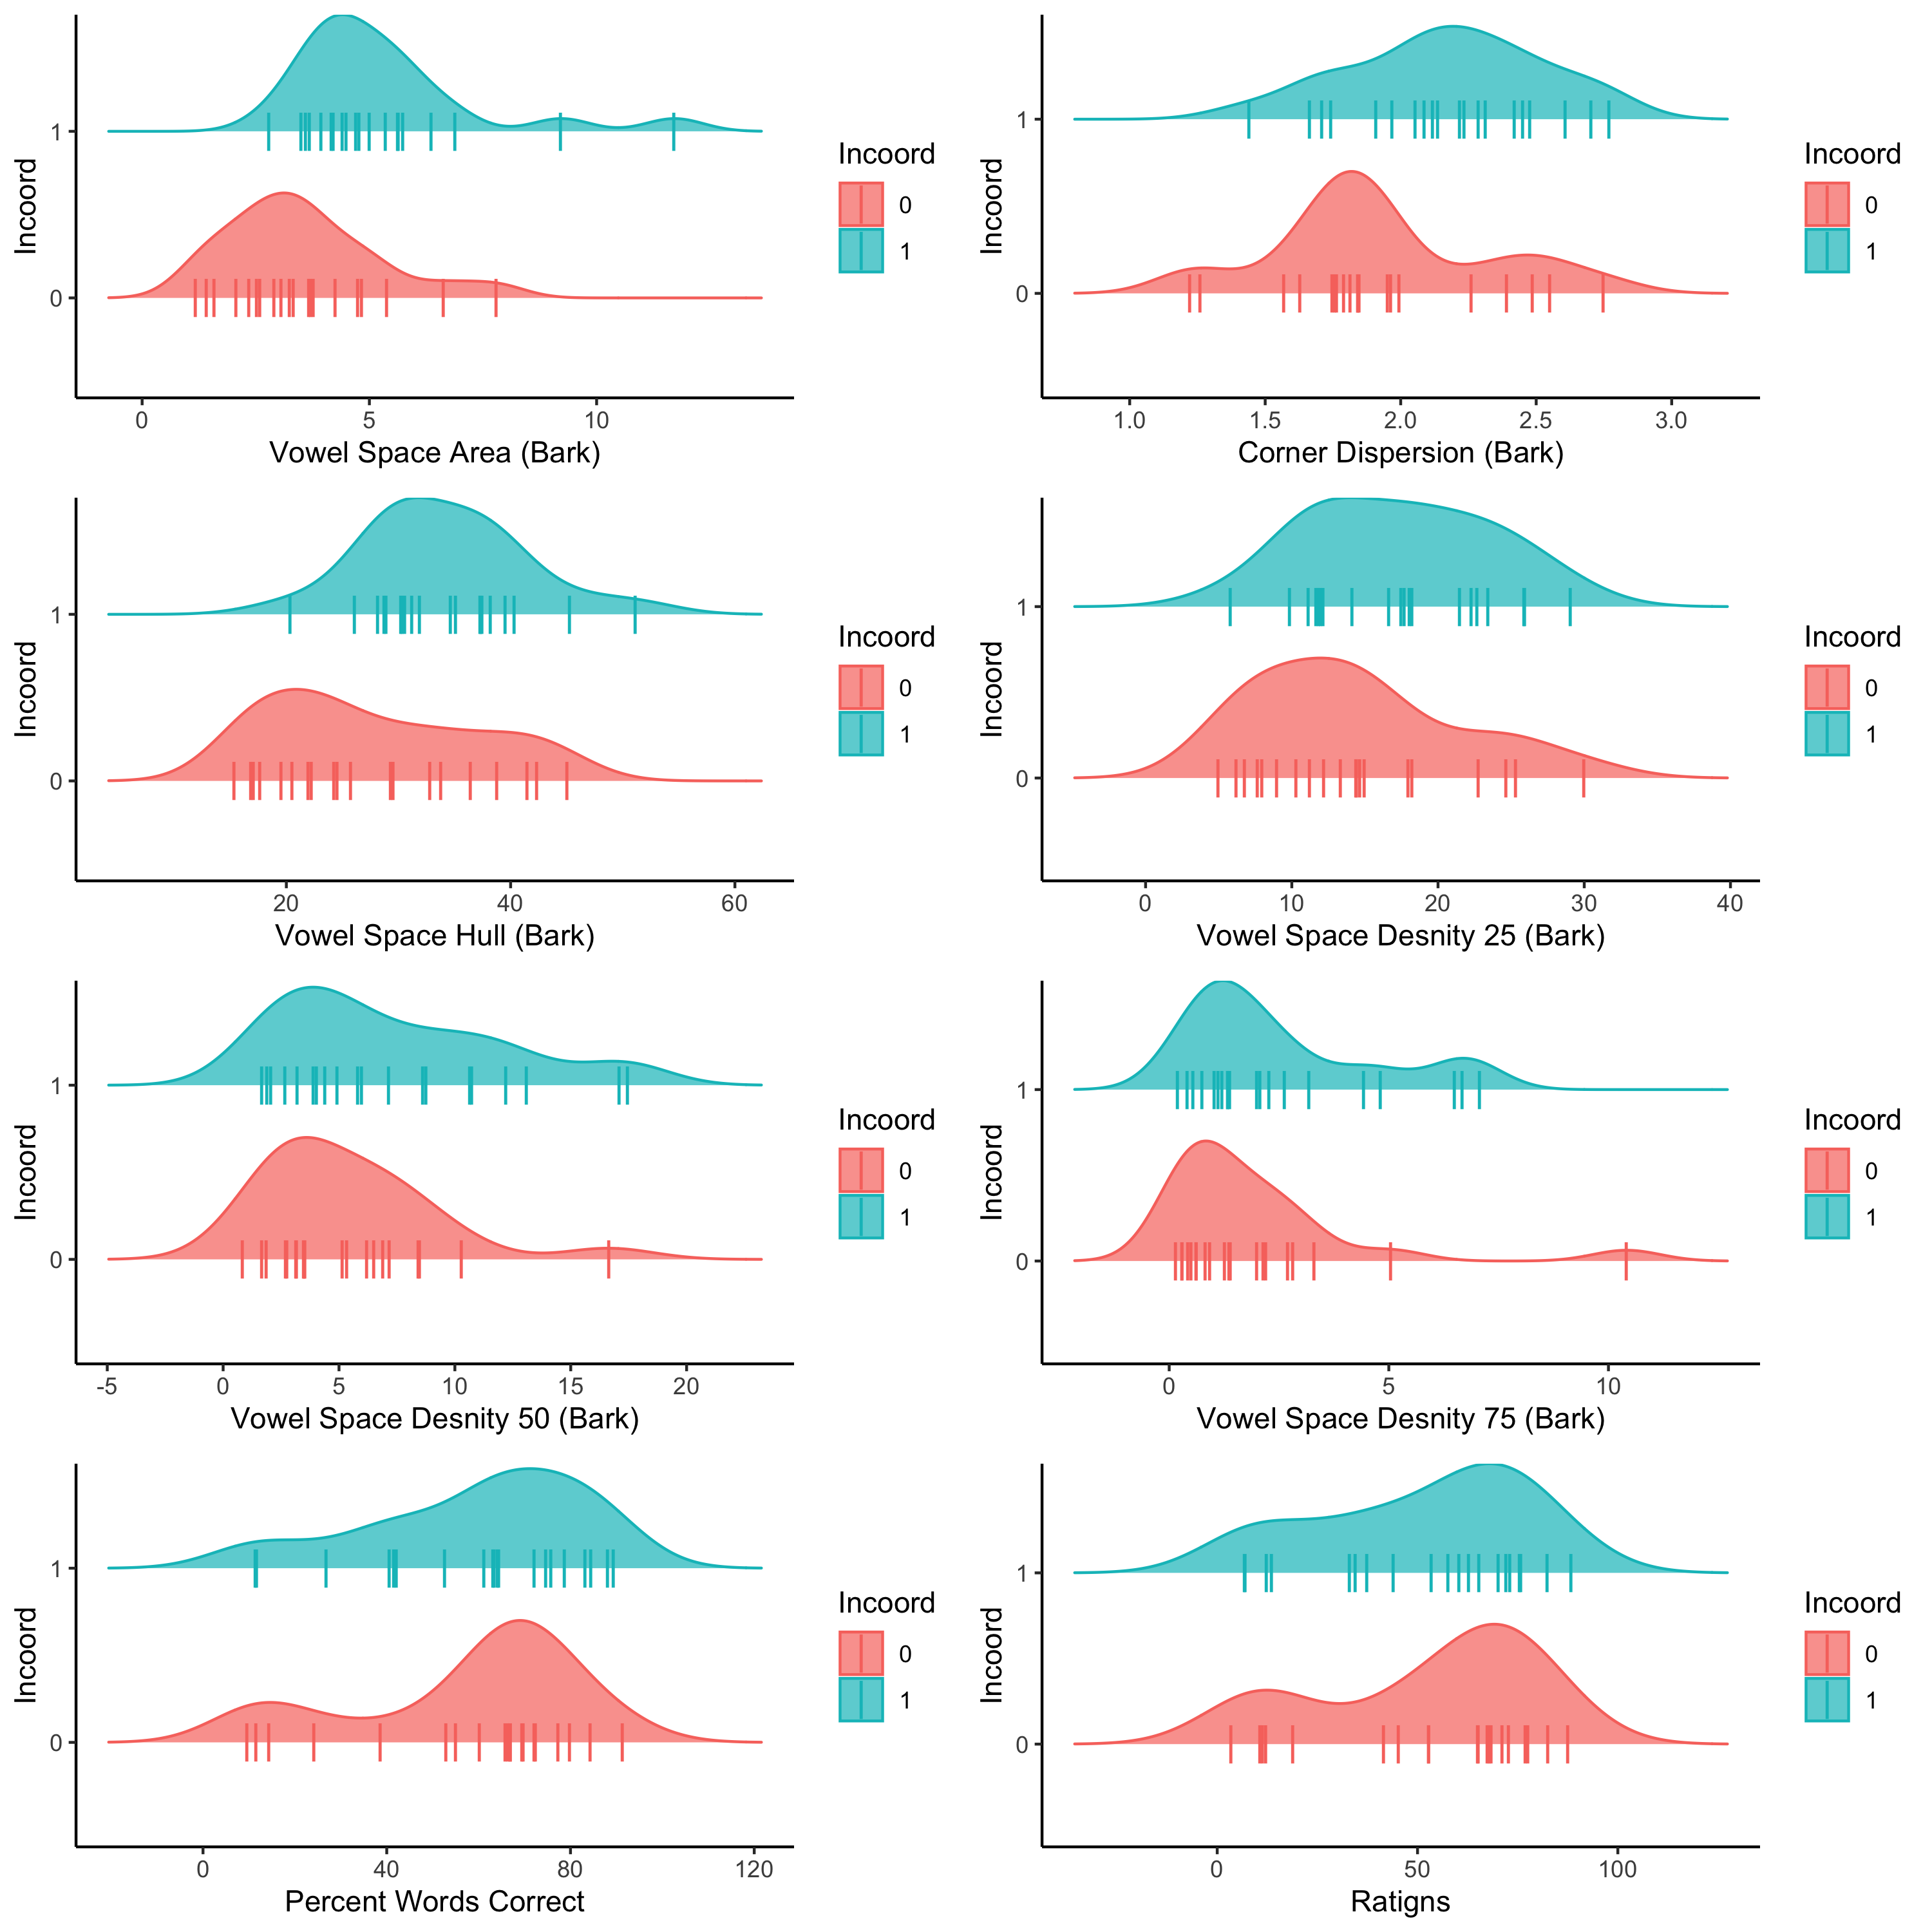 Incoord
1
0
0 5 10
Vowel Space Area (Bark)
Incoord
0
1
Incoord
1
0
1.0 1.5 2.0 2.5 3.0
Corner Dispersion (Bark)
Incoord
0
1
Incoord
1
0
20 40 60
Vowel Space Hull (Bark)
Incoord
0
1
Incoord
1
0
0 10 20 30 40
Vowel Space Desnity 25 (Bark)
Incoord
0
1
Incoord
1
0
-5 0 5 10 15 20
Vowel Space Desnity 50 (Bark)
Incoord
0
1
Incoord
1
0
0 5 10
Vowel Space Desnity 75 (Bark)
Incoord
0
1
Incoord
1
0
0 40 80 120
Percent Words Correct
Incoord
0
1
Incoord
1
0
0 50 100
Ratigns
Incoord
0
1